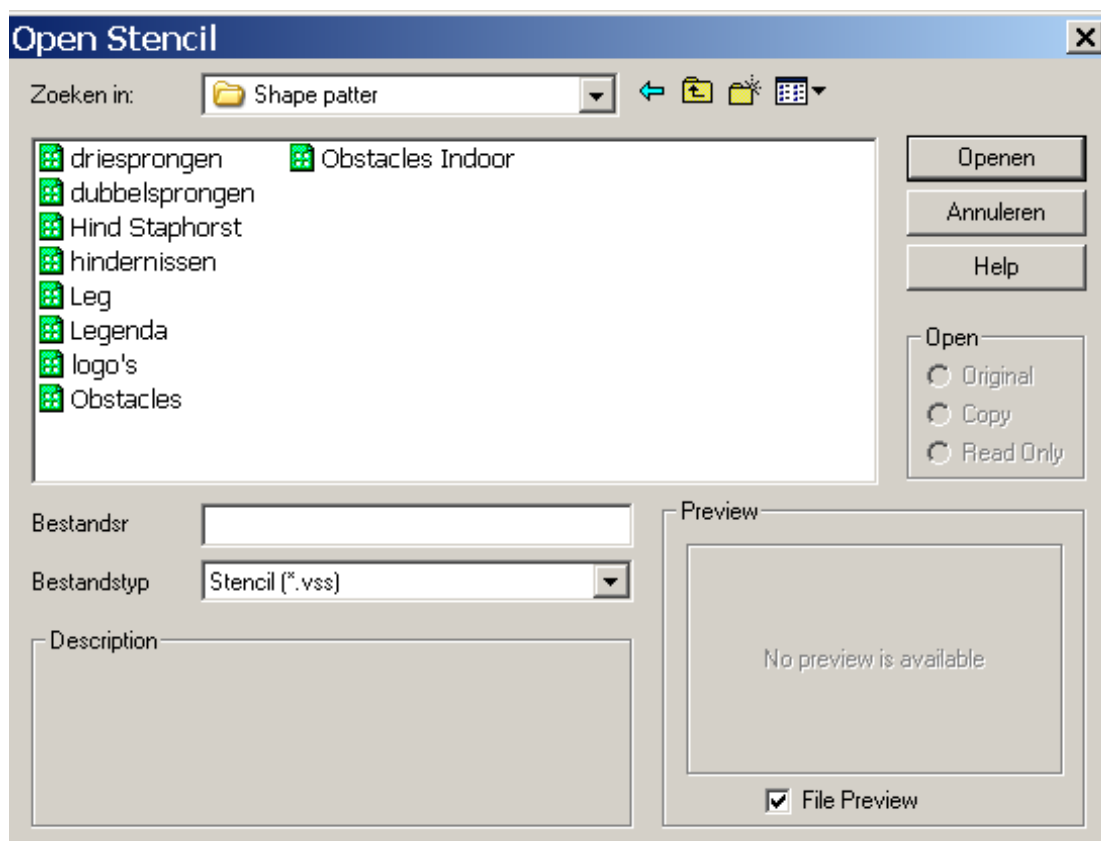 Open Stencil
Zoeken in:
Shape patter
driesprongen
dubbelsprongen
Hind Staphorst
hindernissen
Leg
Legenda
logo's
Obstacles
Obstacles Indoor
Openen
Annuleren
Help
Open
Original
Copy
Read Only
Bestandsr
Bestandstyp
Stencil (*.vss)
Description
Preview
No preview is available
File Preview